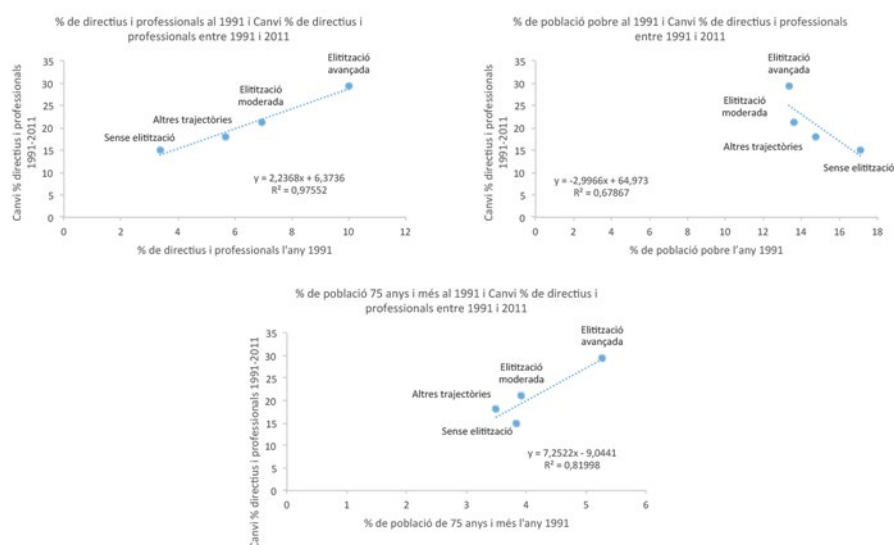 % de directius i professionals al 1991 i Canvi % de directius i
professionals entre 1991 i 2011
Canvi % directius i professionals
1991-2011
35
30
25
20
15
10
5
0
Elitització
avançada
Elitització
moderada
Altres trajectòries
Sense elitització
y = 2,2368x + 6,3736
R² = 0,97552
0 2 4 6 8 10 12
% de directius i professionals l'any 1991
% de població pobre al 1991 i Canvi % de directius i professionals
entre 1991 i 2011
Canvi % directius i professionals
1991-2011
35
30
25
20
15
10
5
0
Elitització
avançada
Elitització
moderada
Altres trajectòries
Sense elitització
y = -2,9966x + 64,973
R² = 0,67867
0 2 4 6 8 10 12 14 16 18
% de població pobre l'any 1991
% de població 75 anys i més al 1991 i Canvi % de directius i
professionals entre 1991 i 2011
Canvi % directius i professionals 1991-2011
35
30
25
20
15
10
5
0
Elitització
avançada
Elitització
moderada
Altres trajectòries
Sense elitització
y = 7,2522x - 9,0441
R² = 0,81998
0 1 2 3 4 5 6
% de població de 75 anys i més l'any 1991